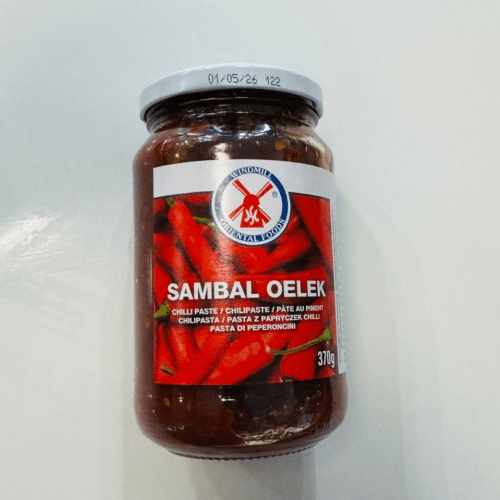 01/05/26 122
WINDMILL
ORIENTAL FOODS
SAMBAL OELEK
CHILLI PASTE / CHILIPASTE / PÂTE AU PIMENT
CHILIPASTA / PASTA Z PAPRYCZEK CHILLI
PASTA DI PEPERONCINI
370g